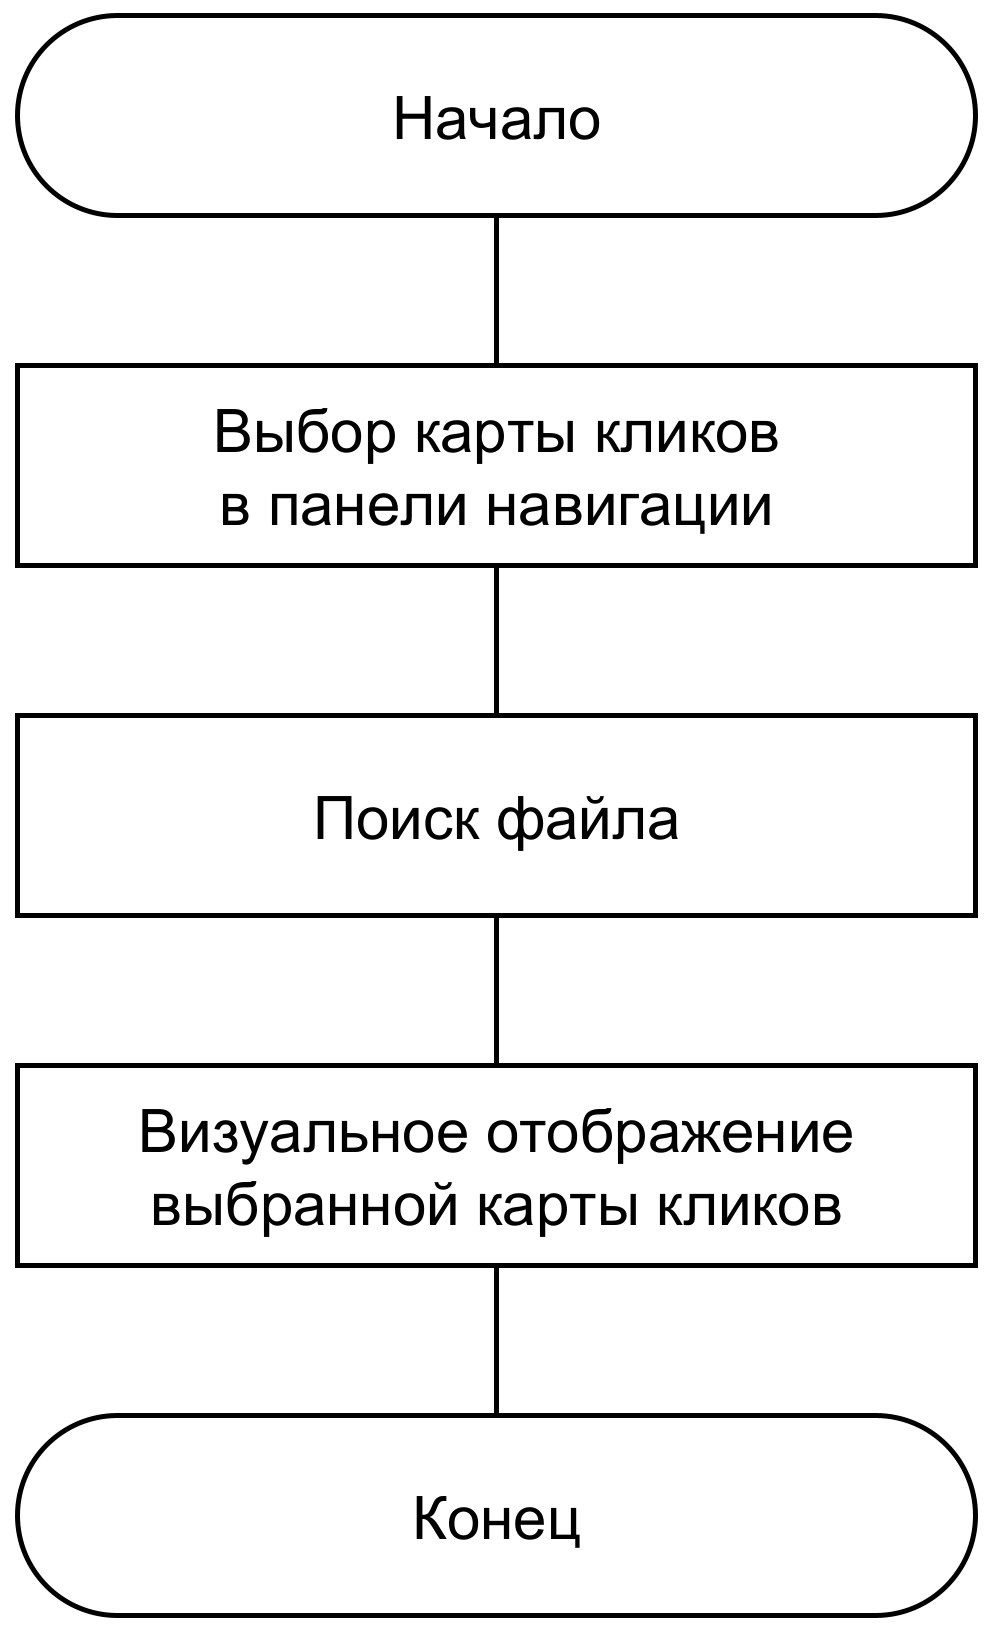 Начало
Выбор карты кликов
в панели навигации
Поиск файла
Визуальное отображение
выбранной карты кликов
Конец